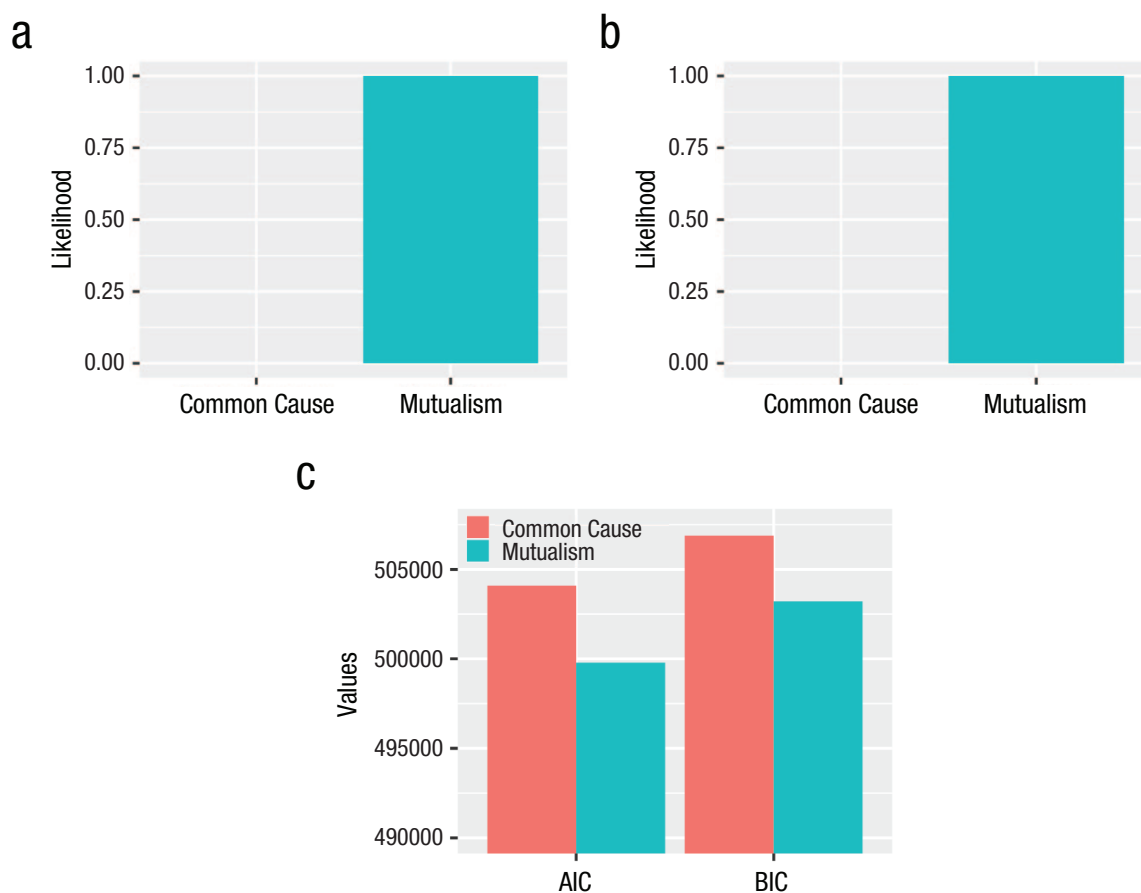 a
Likelihood
1.00
0.75
0.50
0.25
0.00
Common Cause
Mutualism
b
Likelihood
1.00
0.75
0.50
0.25
0.00
Common Cause
Mutualism
c
Values
505000
500000
495000
490000
Common Cause
Mutualism
AIC
BIC